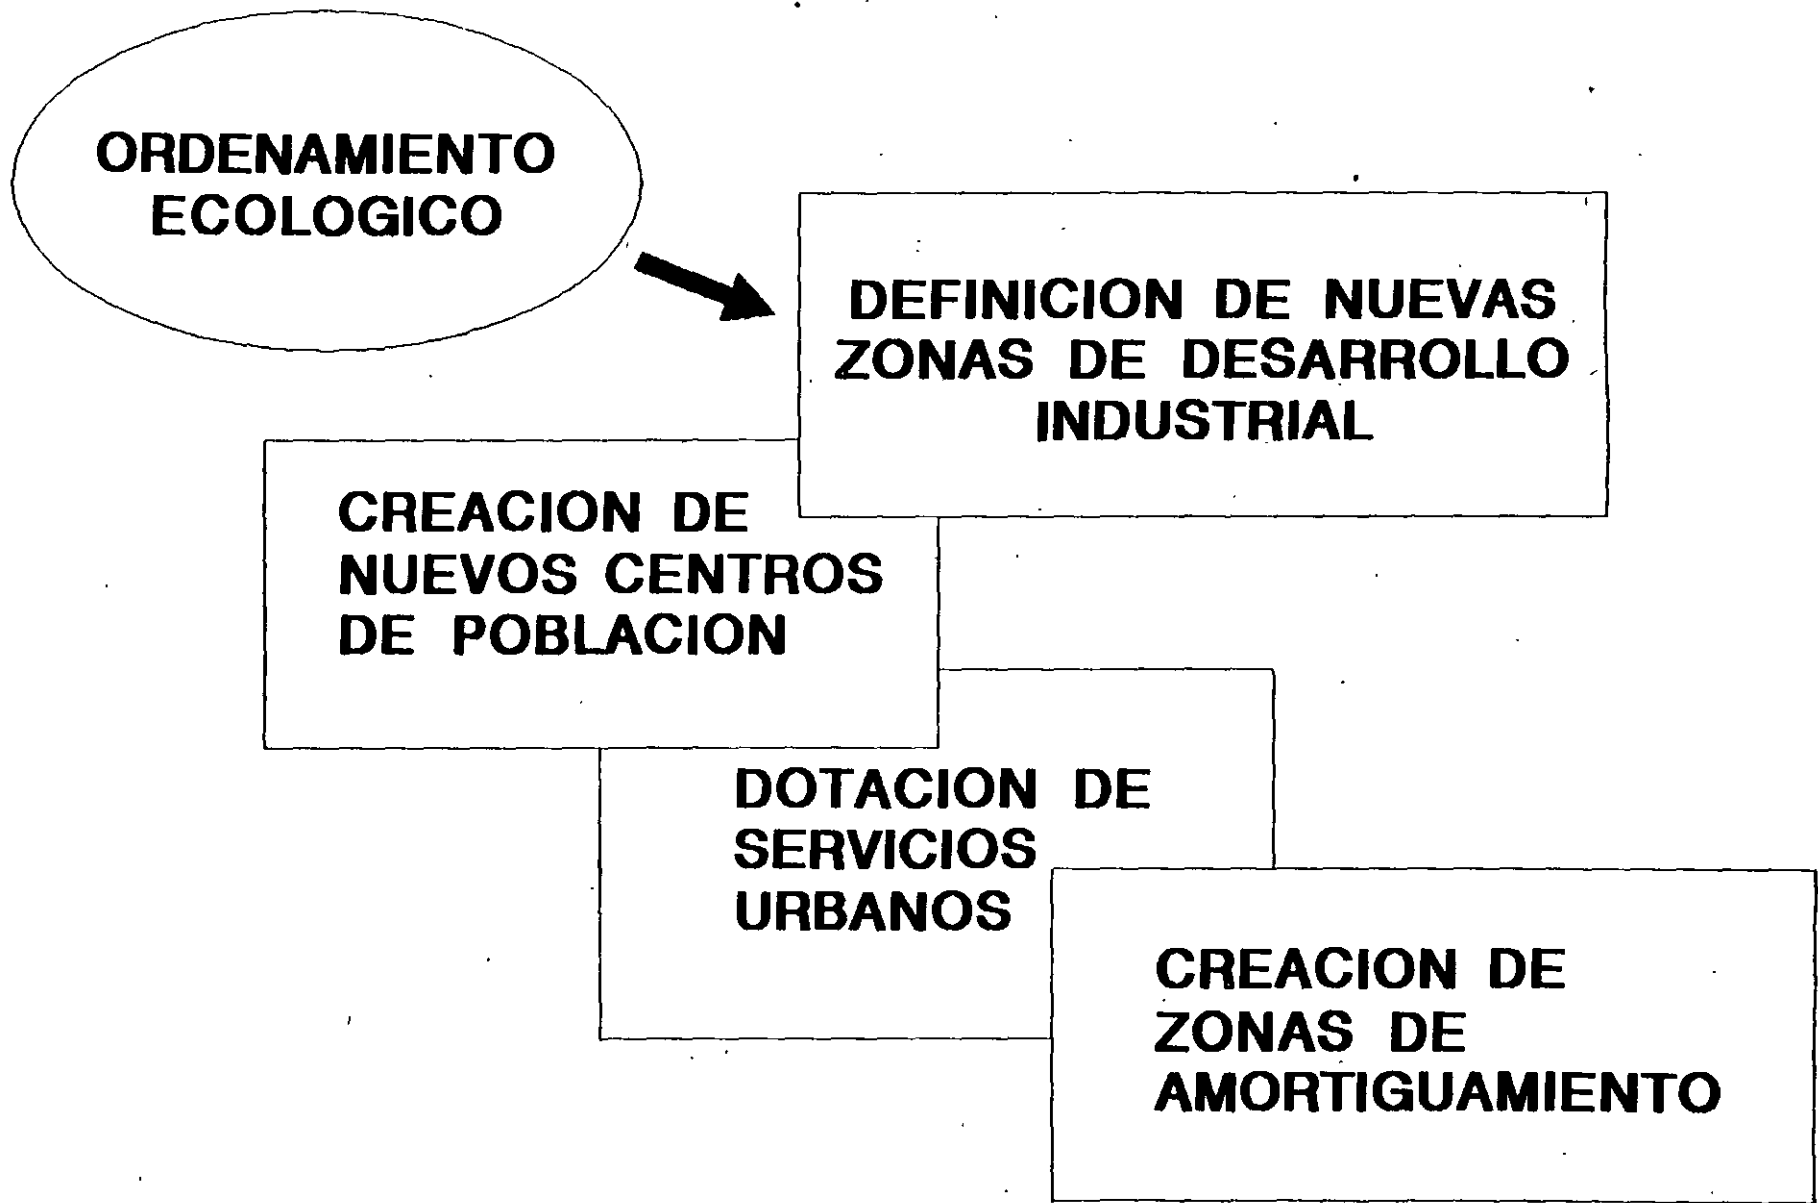 ORDENAMIENTO
ECOLOGICO
DEFINICION DE NUEVAS
ZONAS DE DESARROLLO
INDUSTRIAL
CREACION DE
NUEVOS CENTROS
DE POBLACION
DOTACION DE
SERVICIOS
URBANOS
CREACION DE
ZONAS DE
AMORTIGUAMIENTO